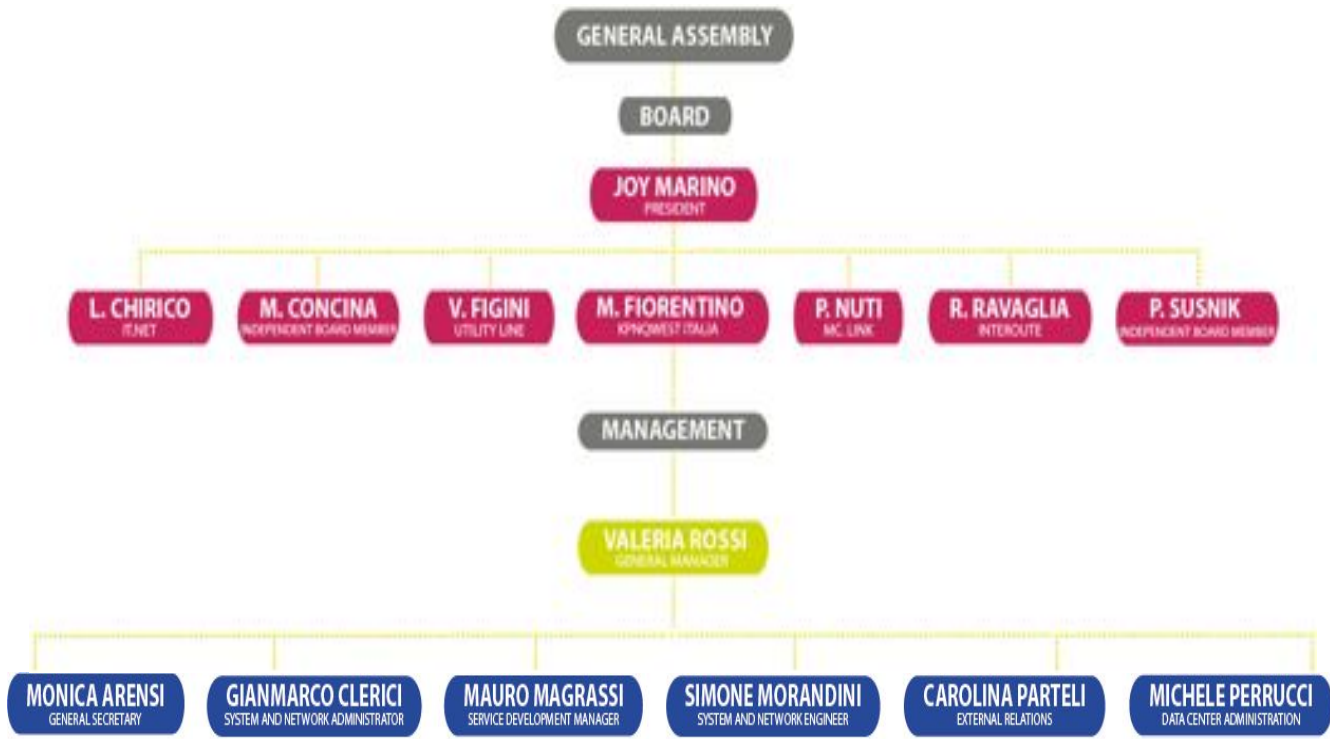 GENERAL ASSEMBLY
BOARD
JOY MARINO
PRESIDENT
L. CHIRICO
IT.NET
M. CONCINA
INDEPENDENT BOARD MEMBER
V. FIGINI
UTILITY LINE
M. FIORENTINO
KPNQWEST ITALIA
P. NUTI
MC. LINK
R. RAVAGLIA
INTEROUTE
P. SUSNIK
INDEPENDENT BOARD MEMBER
MANAGEMENT
VALERIA ROSSI
GENERAL MANAGER
MONICA ARENSI
GENERAL SECRETARY
GIANMARCO CLERICI
SYSTEM AND NETWORK ADMINISTRATOR
MAURO MAGRASSI
SERVICE DEVELOPMENT MANAGER
SIMONE MORANDINI
SYSTEM AND NETWORK ENGINEER
CAROLINA PARTELI
EXTERNAL RELATIONS
MICHELE PERRUCCI
DATA CENTER ADMINISTRATION